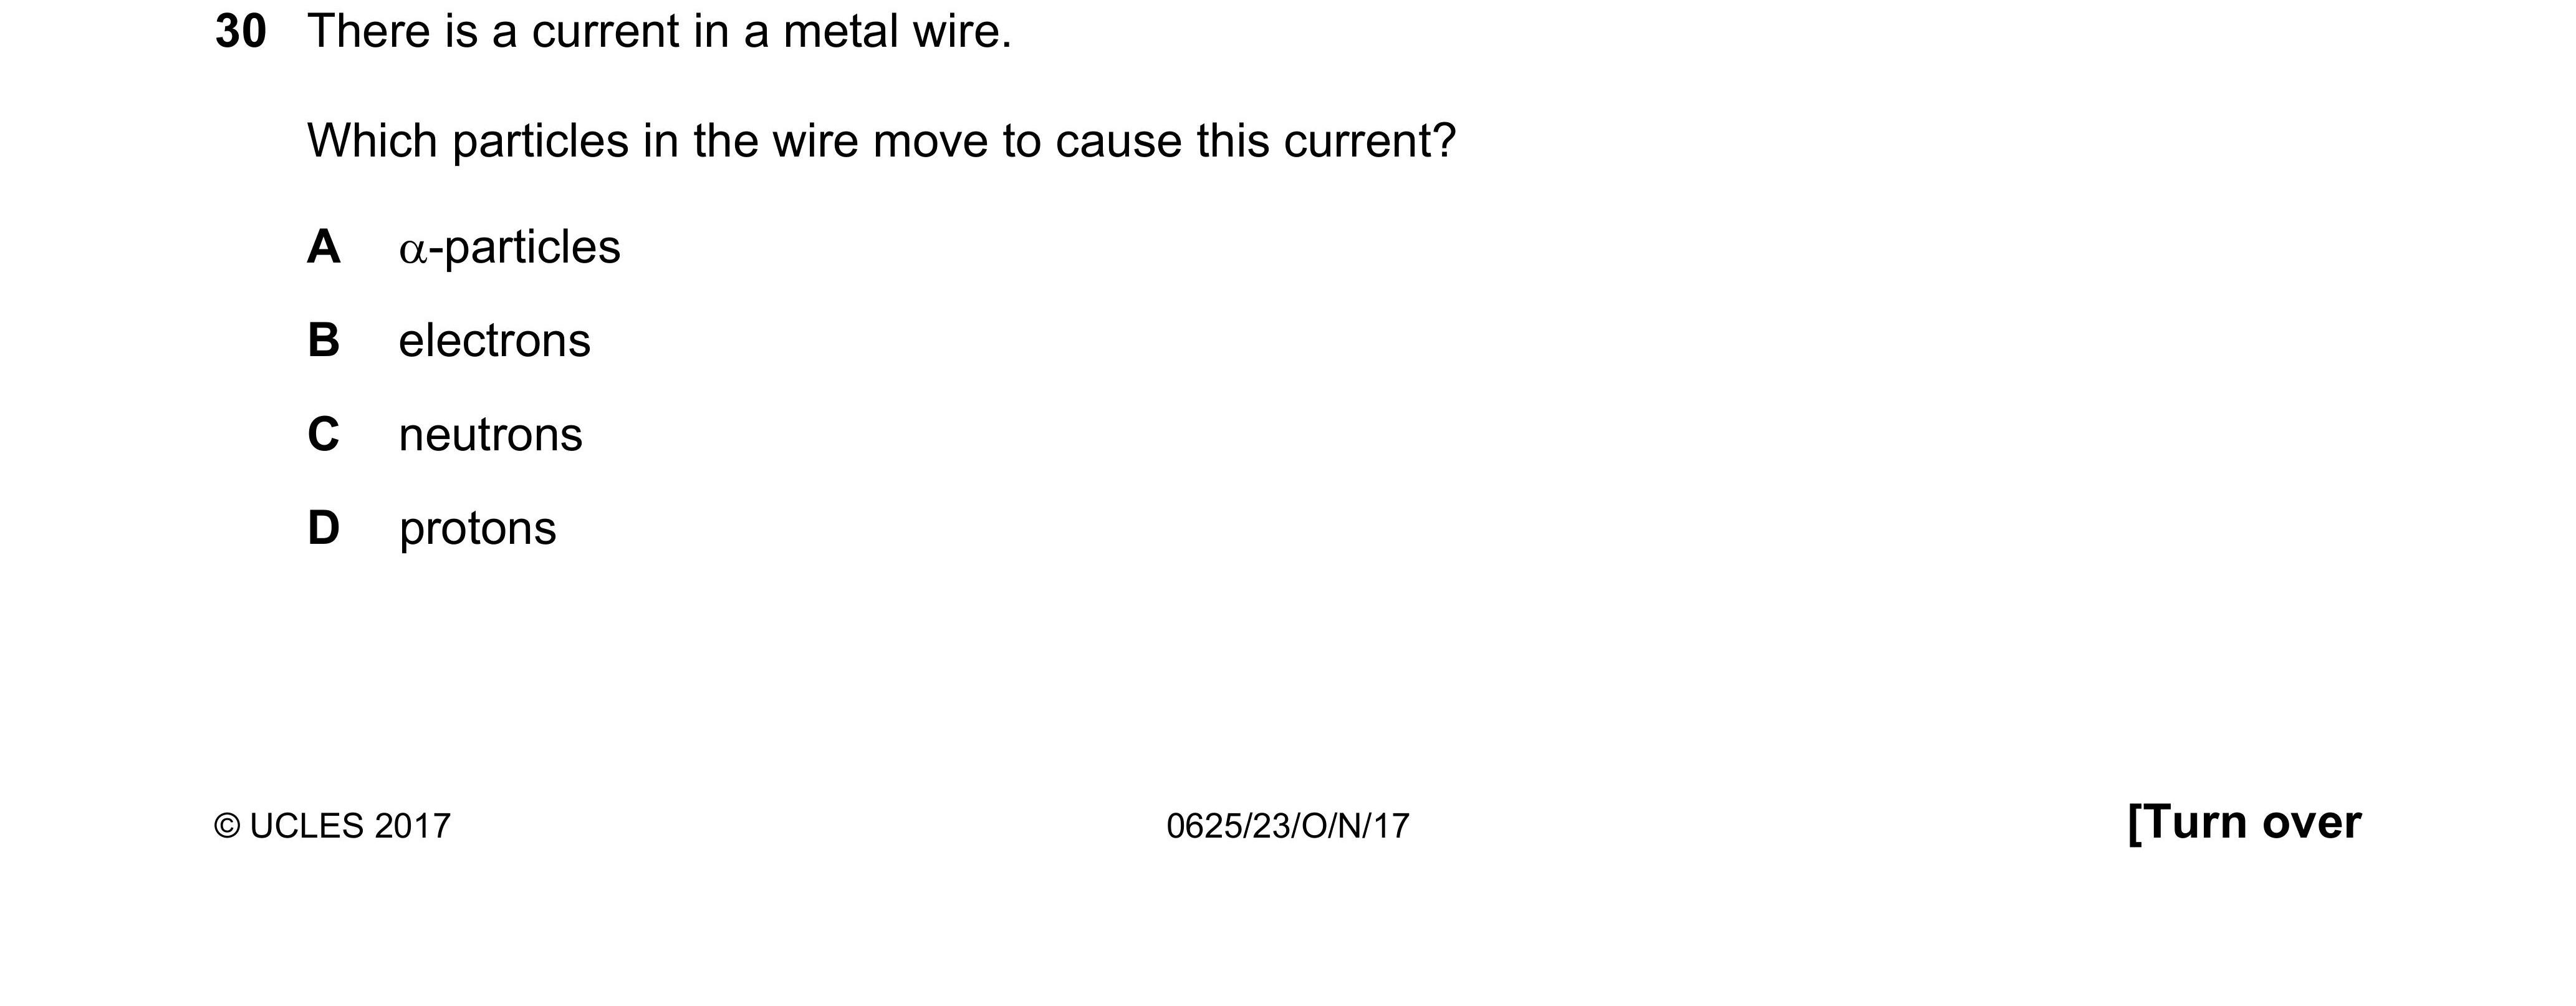 30 There is a current in a metal wire.
Which particles in the wire move to cause this current?
A α-particles
B electrons
C neutrons
D protons
© UCLES 2017 0625/23/O/N/17 [Turn over